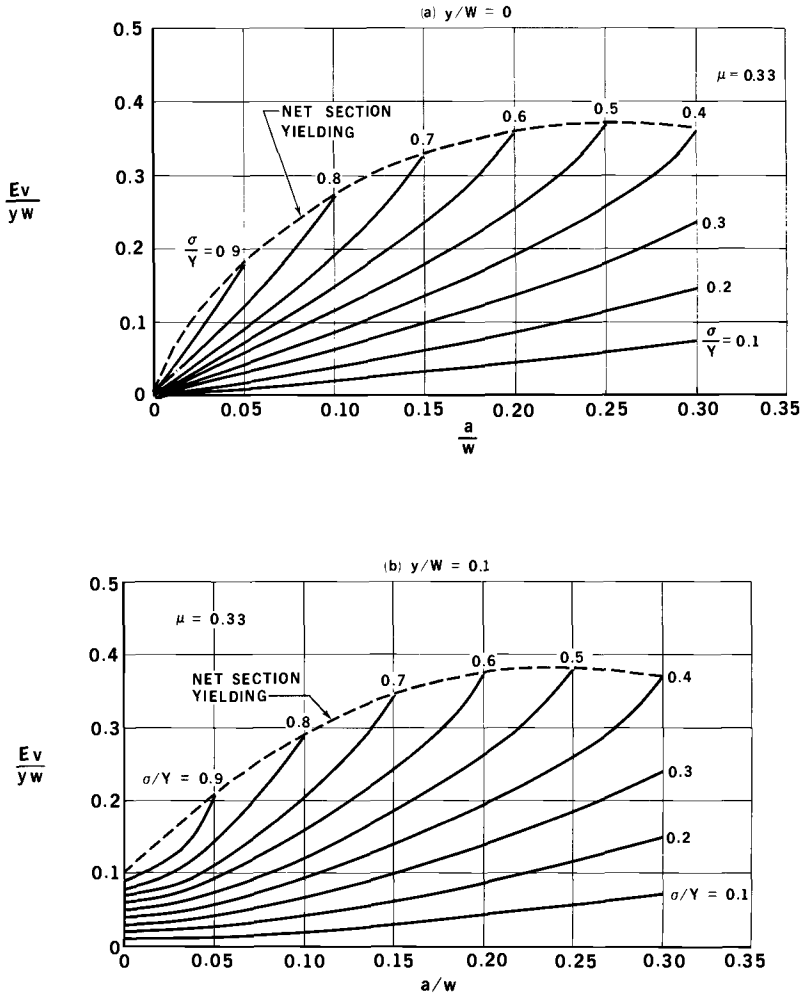 (a) y/W = 0
0.5
μ = 0.33
0.4
NET SECTION
YIELDING
0.5
0.4
0.6
0.7
0.8
0.3
Ev
yw
σ
Y = 0 9
0.2
0.3
0.2
0.1
σ
Y = 0.1
0
0 0.05 0.10 0.15 0.20 0.25 0.30 0.35
a
w
(b) y/W = 0.1
0.5
μ = 0.33
0.4
0.6
0.5
NET SECTION
YIELDING
0.7
0.4
0.8
0.3
Ev
yw
σ/Y = 0.9
0.3
0.2
0.2
0.1
σ/Y = 0.1
0
0 0.05 0.10 0.15 0.20 0.25 0.30 0.35
a/w